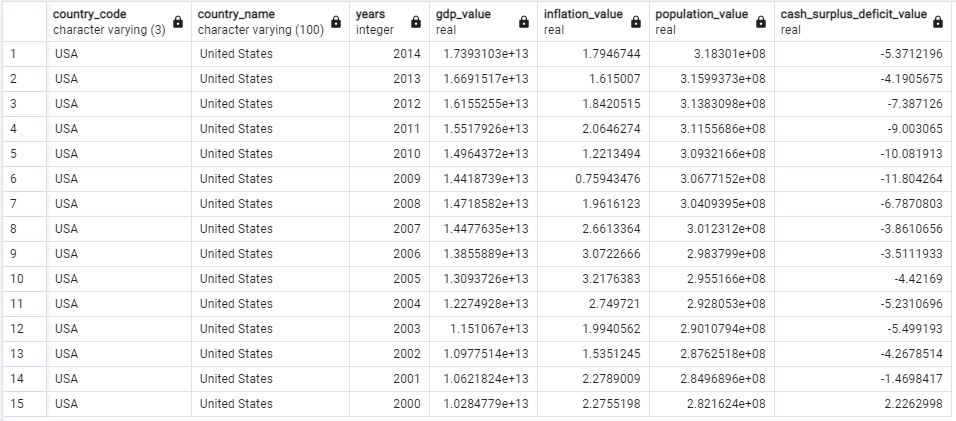 country_code country_name years gdp_value inflation_value population_value cash_surplus_deficit_value
character varying (3) character varying (100) integer real real real real
1 USA United States 2014 1.7393103e+13 1.7946744 3.18301e+08 -5.3712196
2 USA United States 2013 1.6691517e+13 1.615007 3.1599373e+08 -4.1905675
3 USA United States 2012 1.6155255e+13 1.8420515 3.1383098e+08 -7.387126
4 USA United States 2011 1.5517926e+13 2.0646274 3.1155686e+08 -9.003065
5 USA United States 2010 1.4964372e+13 1.2213494 3.0932166e+08 -10.081913
6 USA United States 2009 1.4418739e+13 0.75943476 3.0677152e+08 -11.804264
7 USA United States 2008 1.4718582e+13 1.9616123 3.0409395e+08 -6.7870803
8 USA United States 2007 1.4477635e+13 2.6613364 3.012312e+08 -3.8610656
9 USA United States 2006 1.3855889e+13 3.0722666 2.983799e+08 -3.5111933
10 USA United States 2005 1.3093726e+13 3.2176383 2.955166e+08 -4.42169
11 USA United States 2004 1.2274928e+13 2.749721 2.928053e+08 -5.2310696
12 USA United States 2003 1.151067e+13 1.9940562 2.9010794e+08 -5.499193
13 USA United States 2002 1.0977514e+13 1.5351245 2.8762518e+08 -4.2678514
14 USA United States 2001 1.0621824e+13 2.2789009 2.8496896e+08 -1.4698417
15 USA United States 2000 1.0284779e+13 2.2755198 2.821624e+08 2.2262998